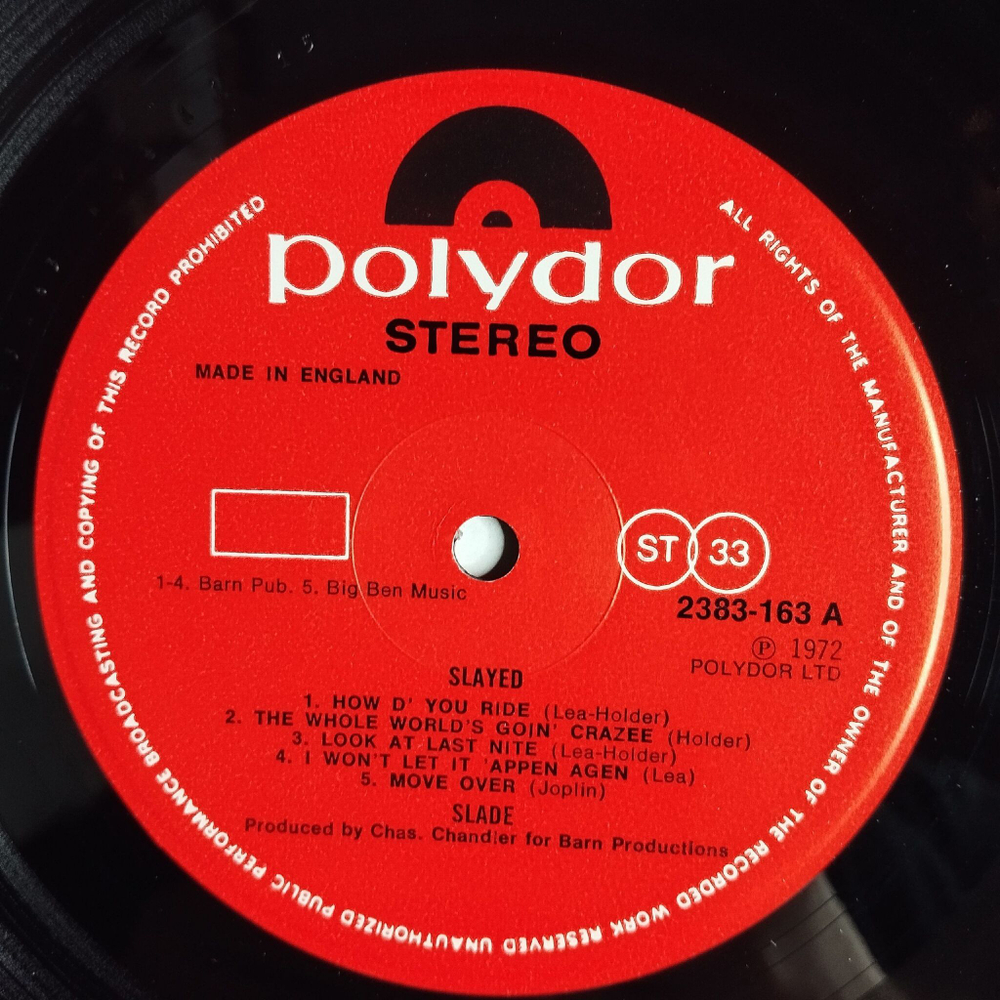 polydor
STEREO
MADE IN ENGLAND
ST 33
1-4. Barn Pub. 5. Big Ben Music
2383-163 A
℗ 1972
POLYDOR LTD
SLAYED
1. HOW D' YOU RIDE (Lea-Holder)
2. THE WHOLE WORLD'S GOIN' CRAZEE (Holder)
3. LOOK AT LAST NITE (Lea-Holder)
4. I WON'T LET IT 'APPEN AGEN (Lea)
5. MOVE OVER (Joplin)
SLADE
Produced by Chas. Chandler for Barn Productions
ALL RIGHTS OF THE MANUFACTURER AND OF THE OWNER OF THE RECORDED WORK RESERVED UNAUTHORIZED PUBLIC PERFORMANCE BROADCASTING AND COPYING OF THIS RECORD PROHIBITED